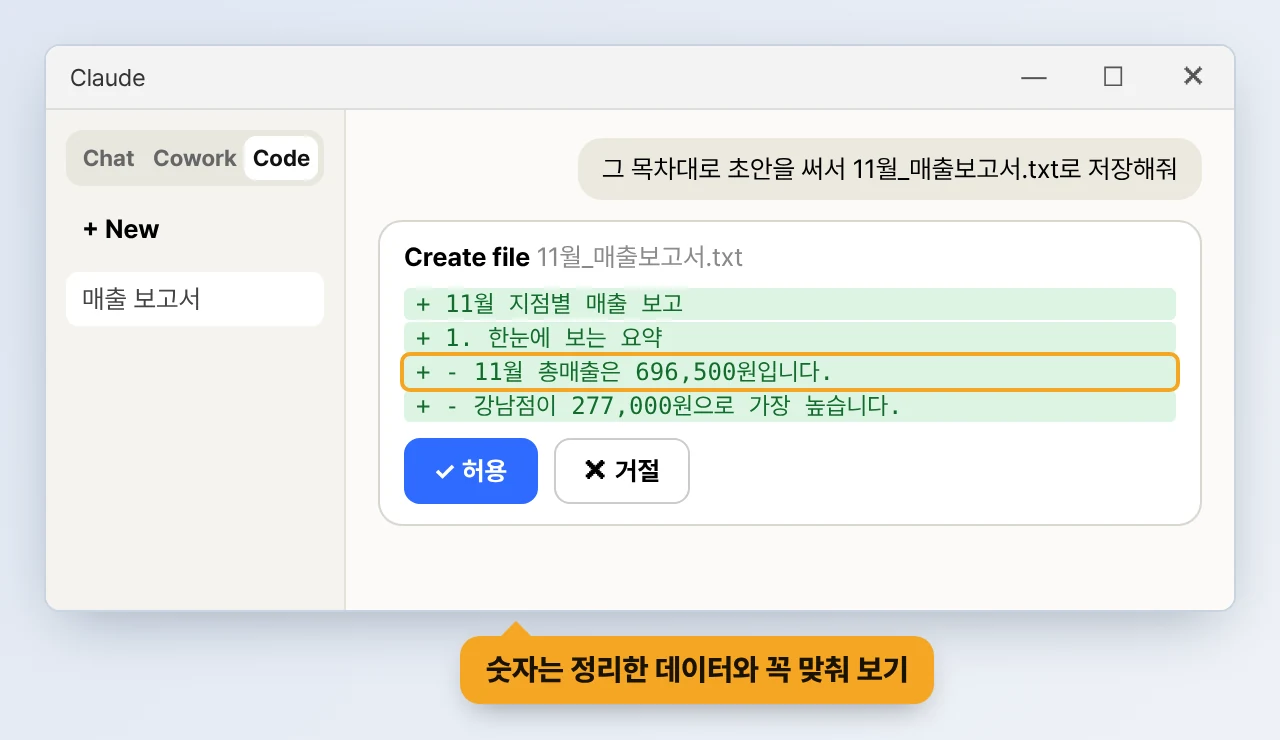 Claude
Chat Cowork Code
+ New
매출 보고서
그 목차대로 초안을 써서 11월_매출보고서.txt로 저장해줘
Create file 11월_매출보고서.txt
+ 11월 지점별 매출 보고
+ 1. 한눈에 보는 요약
+ - 11월 총매출은 696,500원입니다.
+ - 강남점이 277,000원으로 가장 높습니다.
✓ 허용 ✕ 거절
숫자는 정리한 데이터와 꼭 맞춰 보기